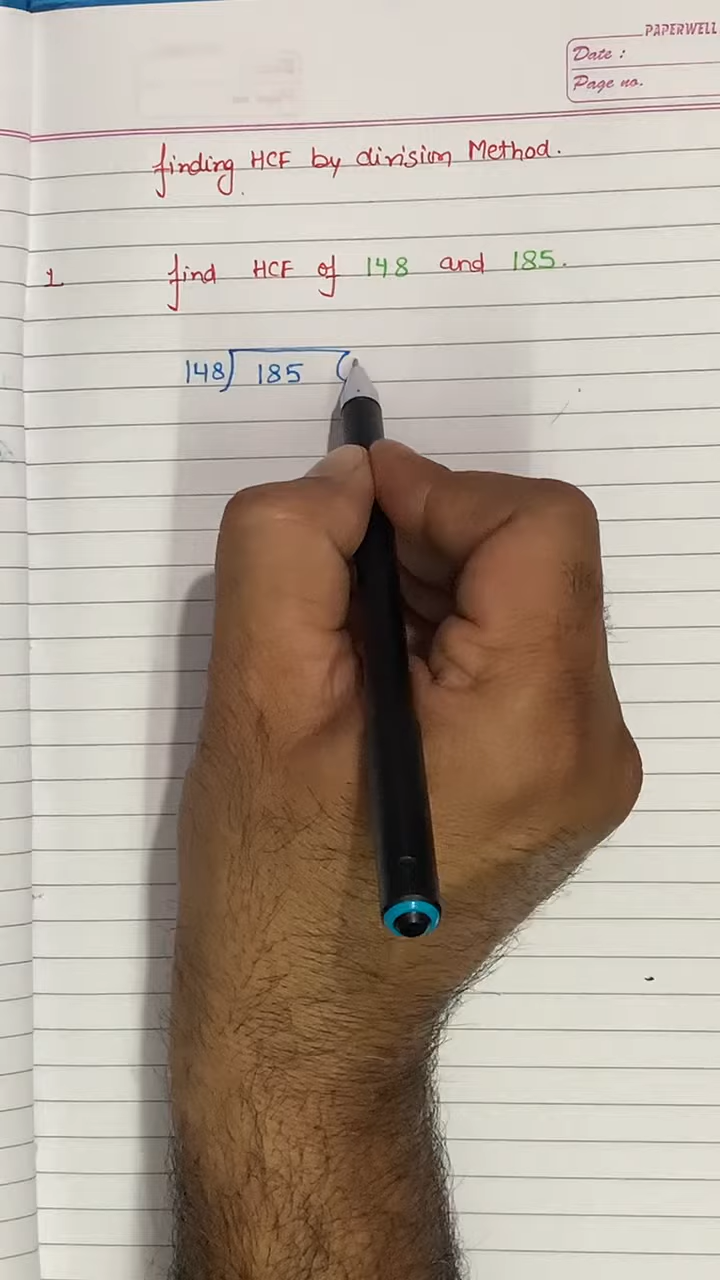 PAPERWELL
Date :
Page no.
finding HCF by division Method.
1 find HCF of 148 and 185.
148) 185 (